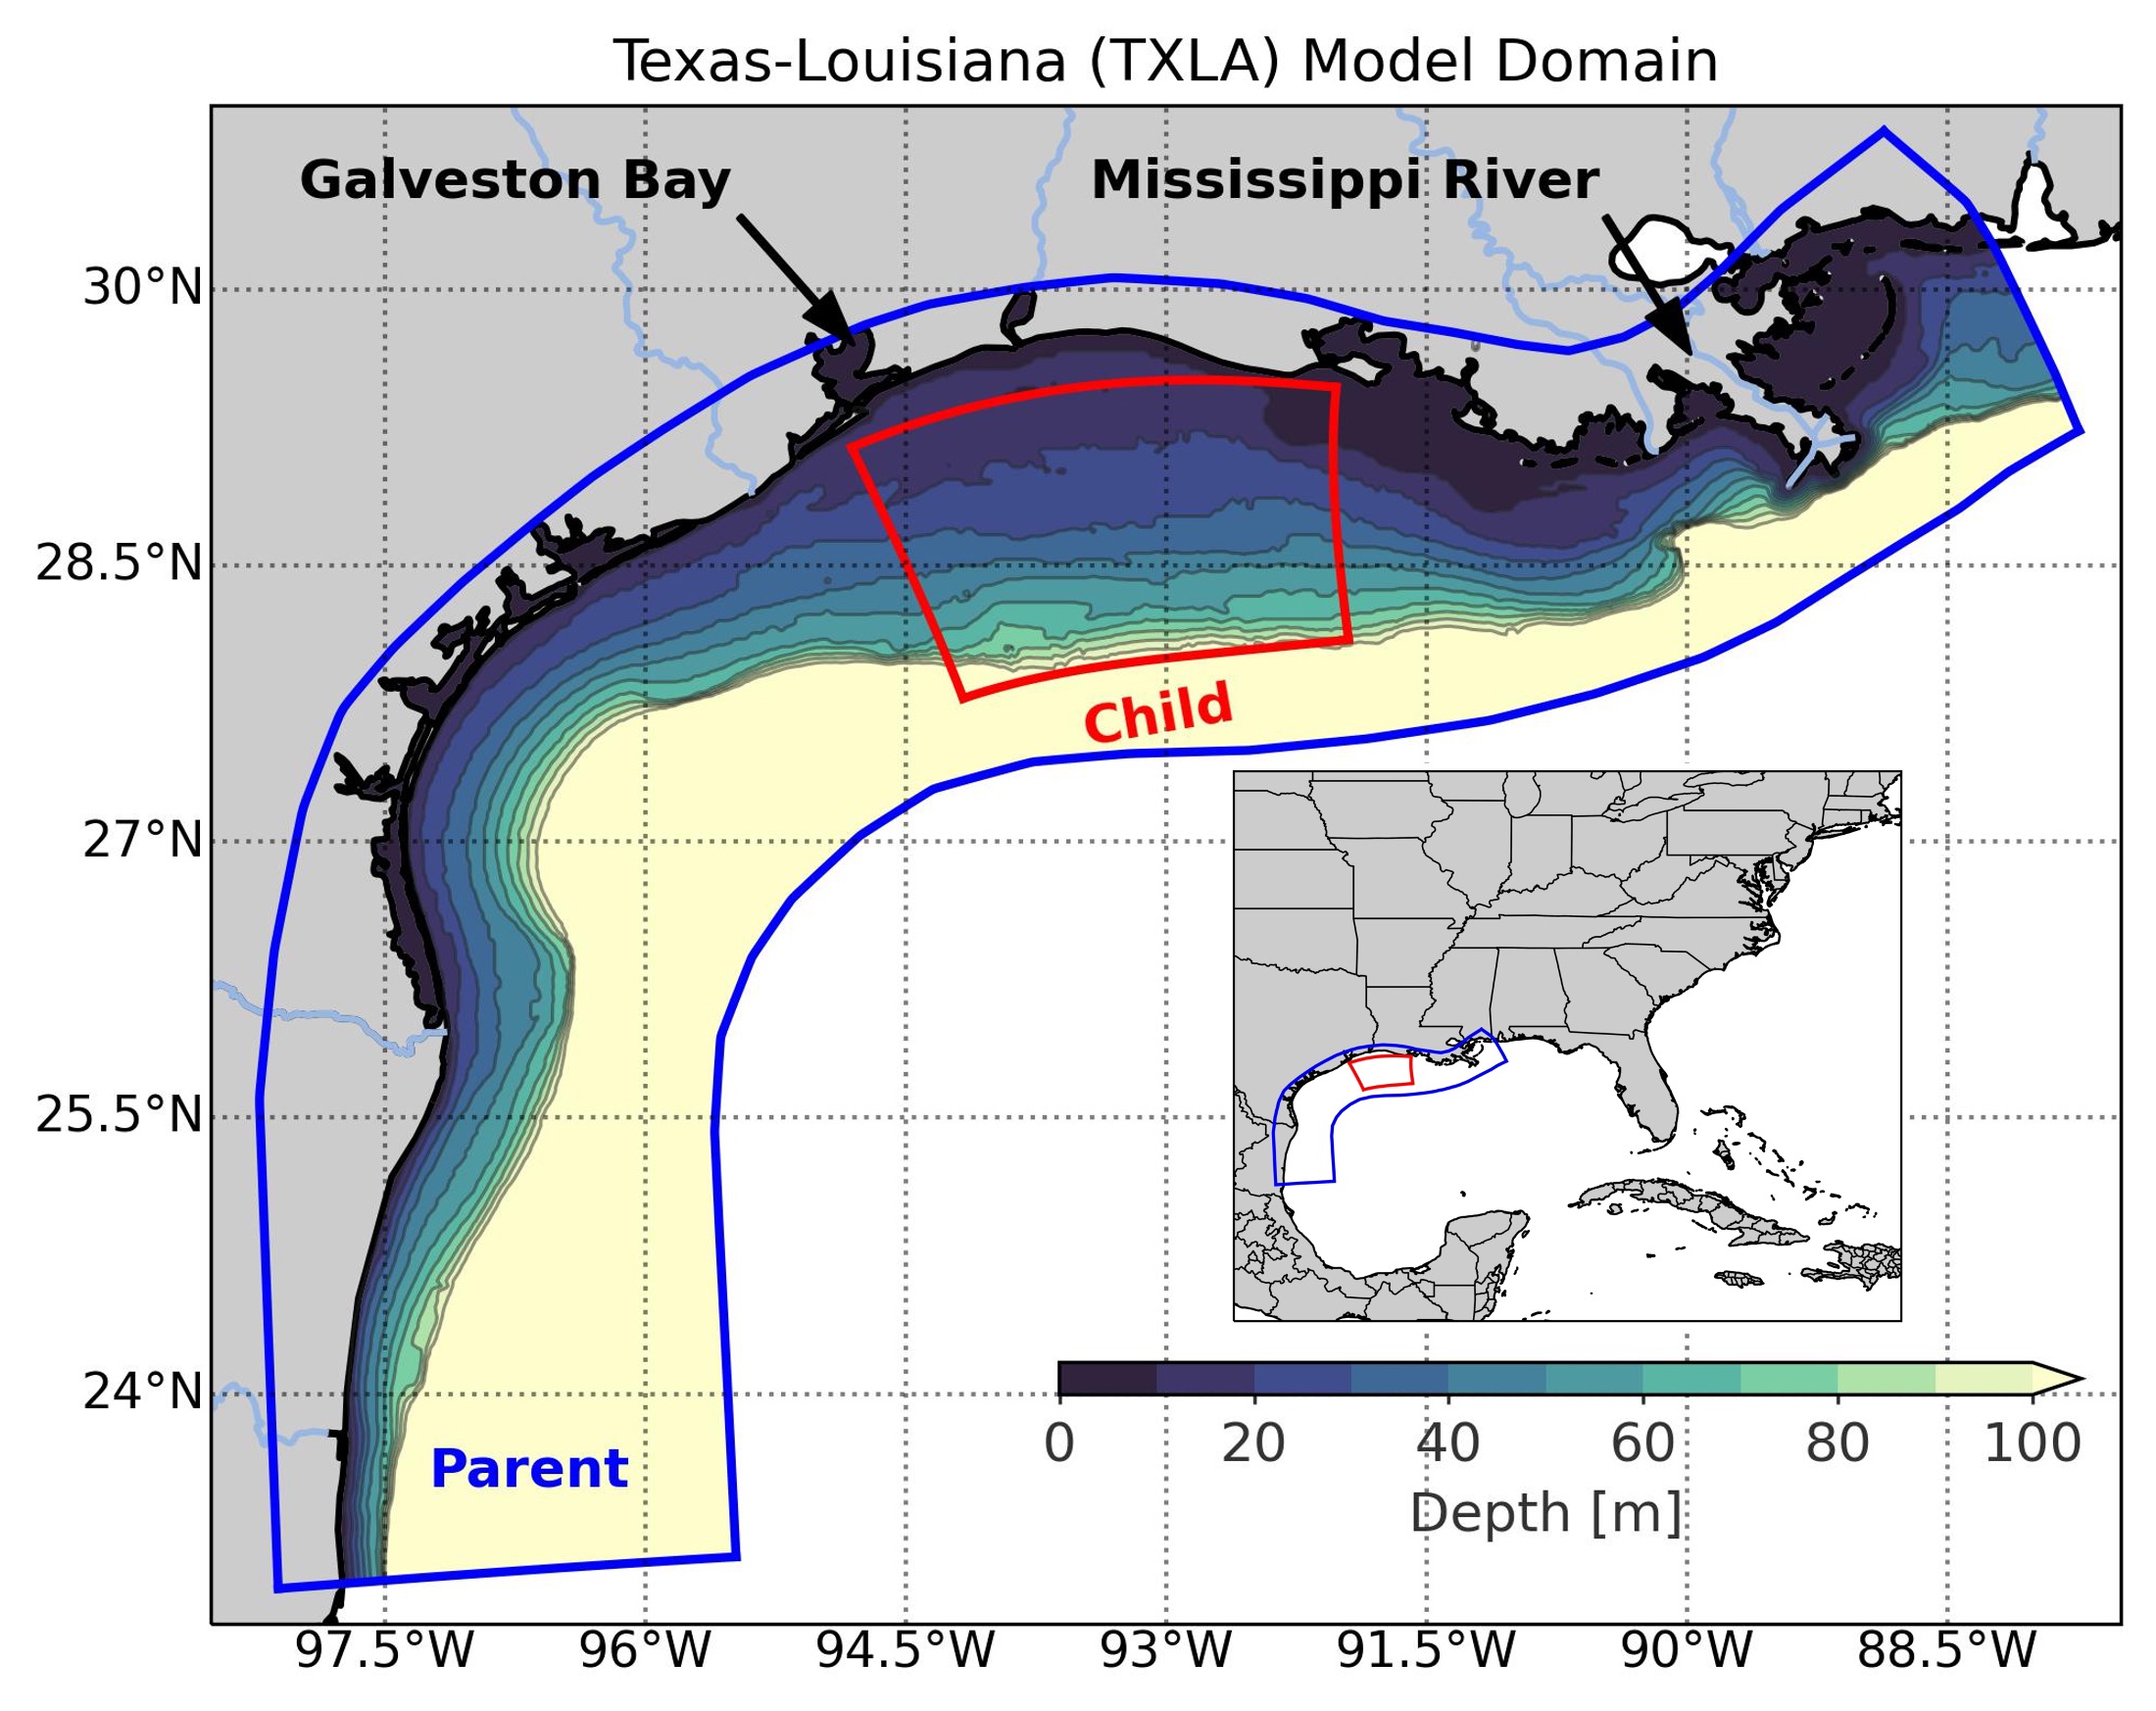 Texas-Louisiana (TXLA) Model Domain
Galveston Bay
Mississippi River
30°N
28.5°N
Child
27°N
25.5°N
24°N
0 20 40 60 80 100
Parent
Depth [m]
97.5°W 96°W 94.5°W 93°W 91.5°W 90°W 88.5°W